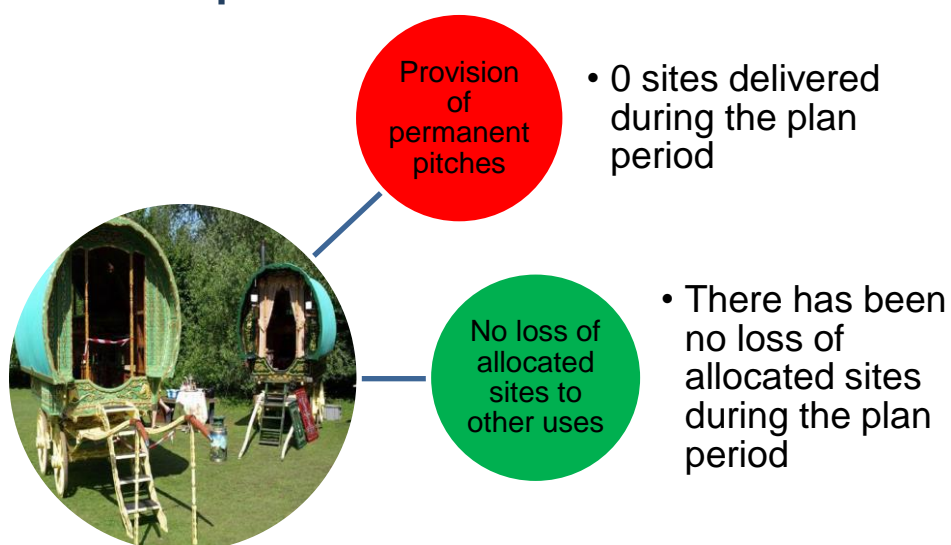 Provision
of
permanent
pitches
• 0 sites delivered
during the plan
period
No loss of
allocated
sites to
other uses
• There has been
no loss of
allocated sites
during the plan
period